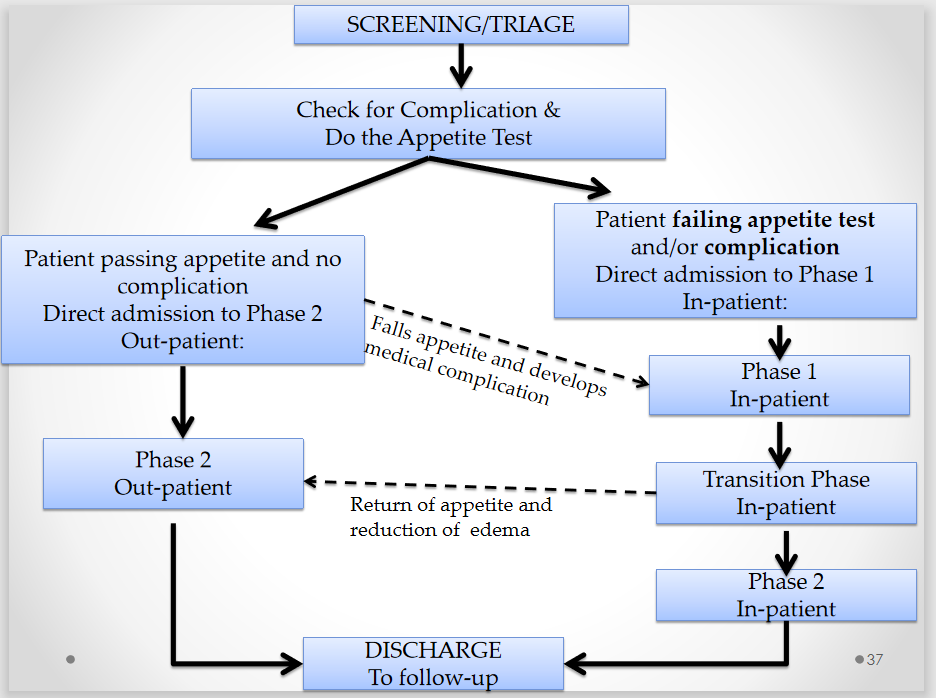 SCREENING/TRIAGE
Check for Complication &
Do the Appetite Test
Patient passing appetite and no
complication
Direct admission to Phase 2
Out-patient:
Patient failing appetite test
and/or complication
Direct admission to Phase 1
In-patient:
Falls appetite and develops
medical complication
Phase 1
In-patient
Phase 2
Out-patient
Transition Phase
In-patient
Return of appetite and
reduction of edema
Phase 2
In-patient
DISCHARGE
To follow-up
37